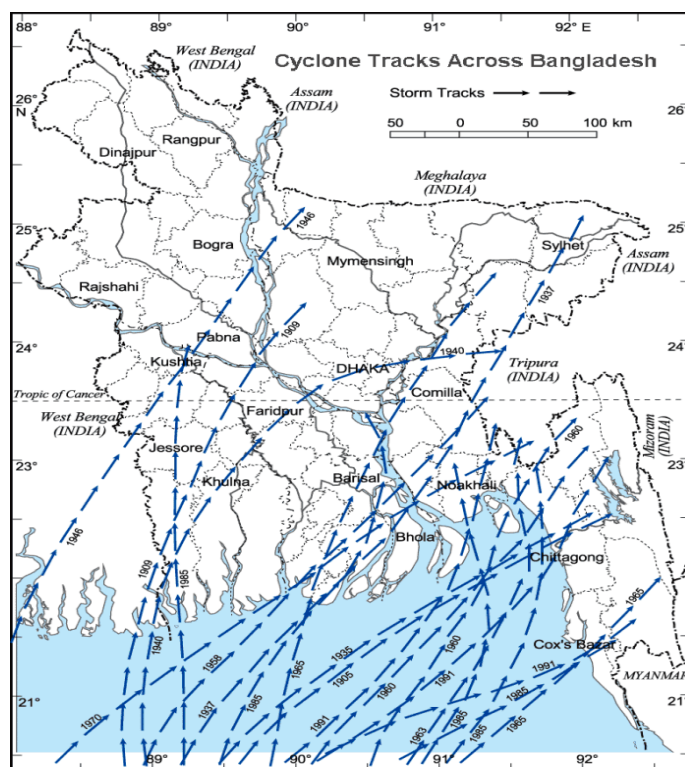 88°
89°
90°
91°
92° E
West Bengal
(INDIA)
Cyclone Tracks Across Bangladesh
Assam
(INDIA)
Storm Tracks
50
0
50
100 km
26°
N
26°
Rangpur
Dinajpur
Meghalaya
(INDIA)
25°
25°
1946
Bogra
Mymensingh
Sylhet
Assam
(INDIA)
Rajshahi
1937
1909
24°
24°
Pabna
Kushtia
DHAKA
1940
Tripura
(INDIA)
Tropic of Cancer
Comilla
West Bengal
(INDIA)
Faridpur
1960
Mizoram
(INDIA)
23°
23°
Jessore
Khulna
Barisal
Noakhali
1946
Bhola
Chittagong
1909
1985
1940
1965
1958
1965
1935
1960
Cox's Bazar
1905
1991
1991
MYANMAR
21°
21°
1970
1937
1985
1960
1985
1991
1963
1985
1985
1965
89°
90°
91°
92°